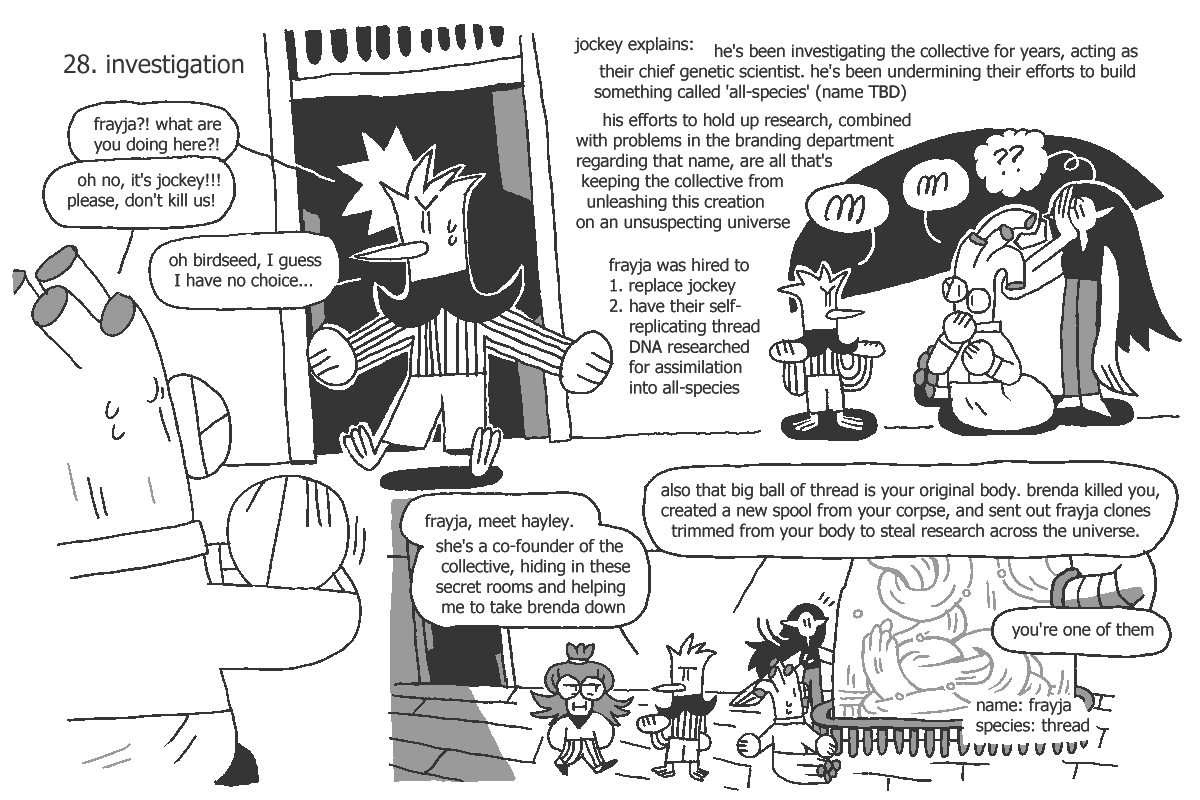 28. investigation
frayja?! what are
you doing here?!
oh no, it's jockey!!!
please, don't kill us!
oh birdseed, I guess
I have no choice...
jockey explains:
he's been investigating the collective for years, acting as
their chief genetic scientist. he's been undermining their efforts to build
something called 'all-species' (name TBD)
his efforts to hold up research, combined
with problems in the branding department
regarding that name, are all that's
keeping the collective from
unleashing this creation
on an unsuspecting universe
frayja was hired to
1. replace jockey
2. have their self-
replicating thread
DNA researched
for assimilation
into all-species
??
frayja, meet hayley.
she's a co-founder of the
collective, hiding in these
secret rooms and helping
me to take brenda down
also that big ball of thread is your original body. brenda killed you,
created a new spool from your corpse, and sent out frayja clones
trimmed from your body to steal research across the universe.
you're one of them
name: frayja
species: thread